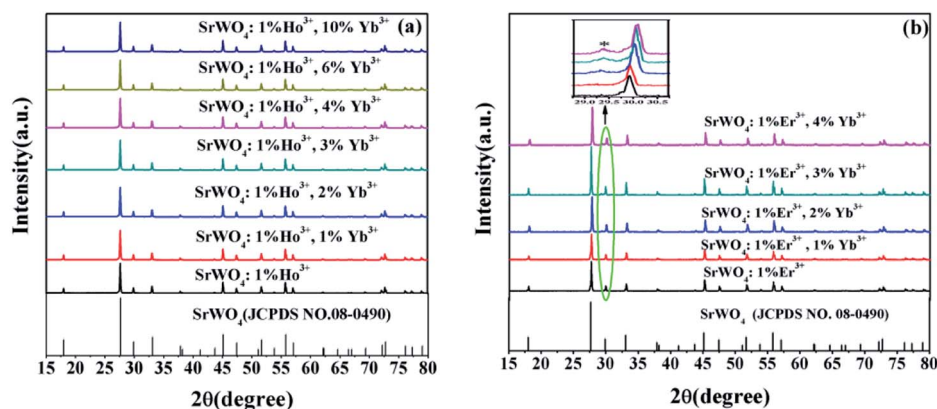 (a)
SrWO₄: 1%Ho³⁺, 10% Yb³⁺
SrWO₄: 1%Ho³⁺, 6% Yb³⁺
SrWO₄: 1%Ho³⁺, 4% Yb³⁺
SrWO₄: 1%Ho³⁺, 3% Yb³⁺
SrWO₄: 1%Ho³⁺, 2% Yb³⁺
SrWO₄: 1%Ho³⁺, 1% Yb³⁺
SrWO₄: 1%Ho³⁺
SrWO₄(JCPDS NO.08-0490)
Intensity(a.u.)
15 20 25 30 35 40 45 50 55 60 65 70 75 80
2θ(degree)
(b)
*
29.0 29.5 30.0 30.5
SrWO₄: 1%Er³⁺, 4% Yb³⁺
SrWO₄: 1%Er³⁺, 3% Yb³⁺
SrWO₄: 1%Er³⁺, 2% Yb³⁺
SrWO₄: 1%Er³⁺, 1% Yb³⁺
SrWO₄: 1%Er³⁺
SrWO₄ (JCPDS NO. 08-0490)
Intensity(a.u.)
15 20 25 30 35 40 45 50 55 60 65 70 75 80
2θ(degree)